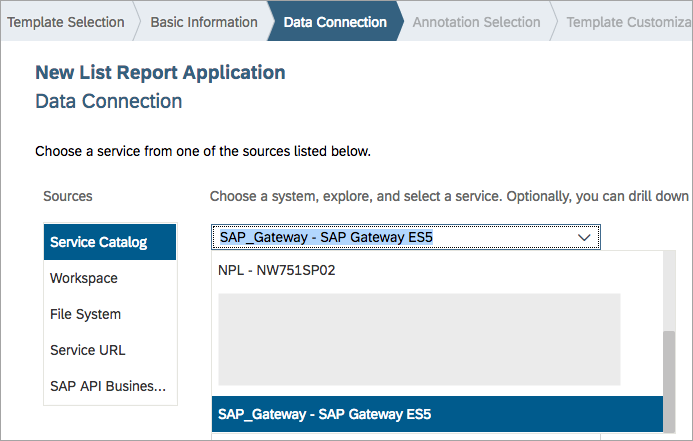 Template Selection Basic Information Data Connection Annotation Selection Template Customiza
New List Report Application
Data Connection
Choose a service from one of the sources listed below.
Sources
Choose a system, explore, and select a service. Optionally, you can drill down
Service Catalog
Workspace
File System
Service URL
SAP API Busines...
SAP_Gateway - SAP Gateway ES5
NPL - NW751SP02
SAP_Gateway - SAP Gateway ES5